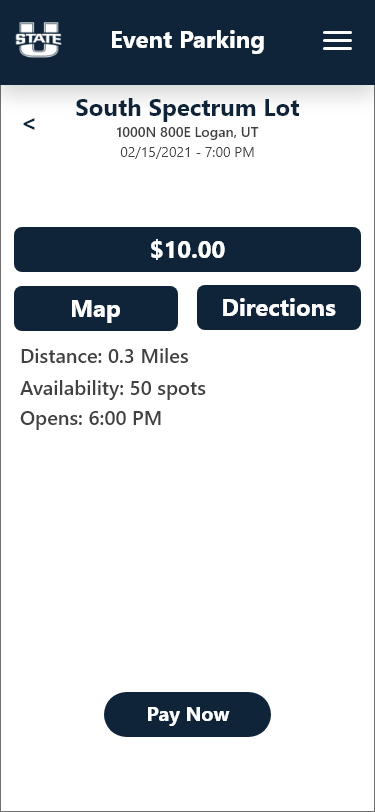 U STATE
Event Parking
<
South Spectrum Lot
1000N 800E Logan, UT
02/15/2021 - 7:00 PM
$10.00
Map
Directions
Distance: 0.3 Miles
Availability: 50 spots
Opens: 6:00 PM
Pay Now